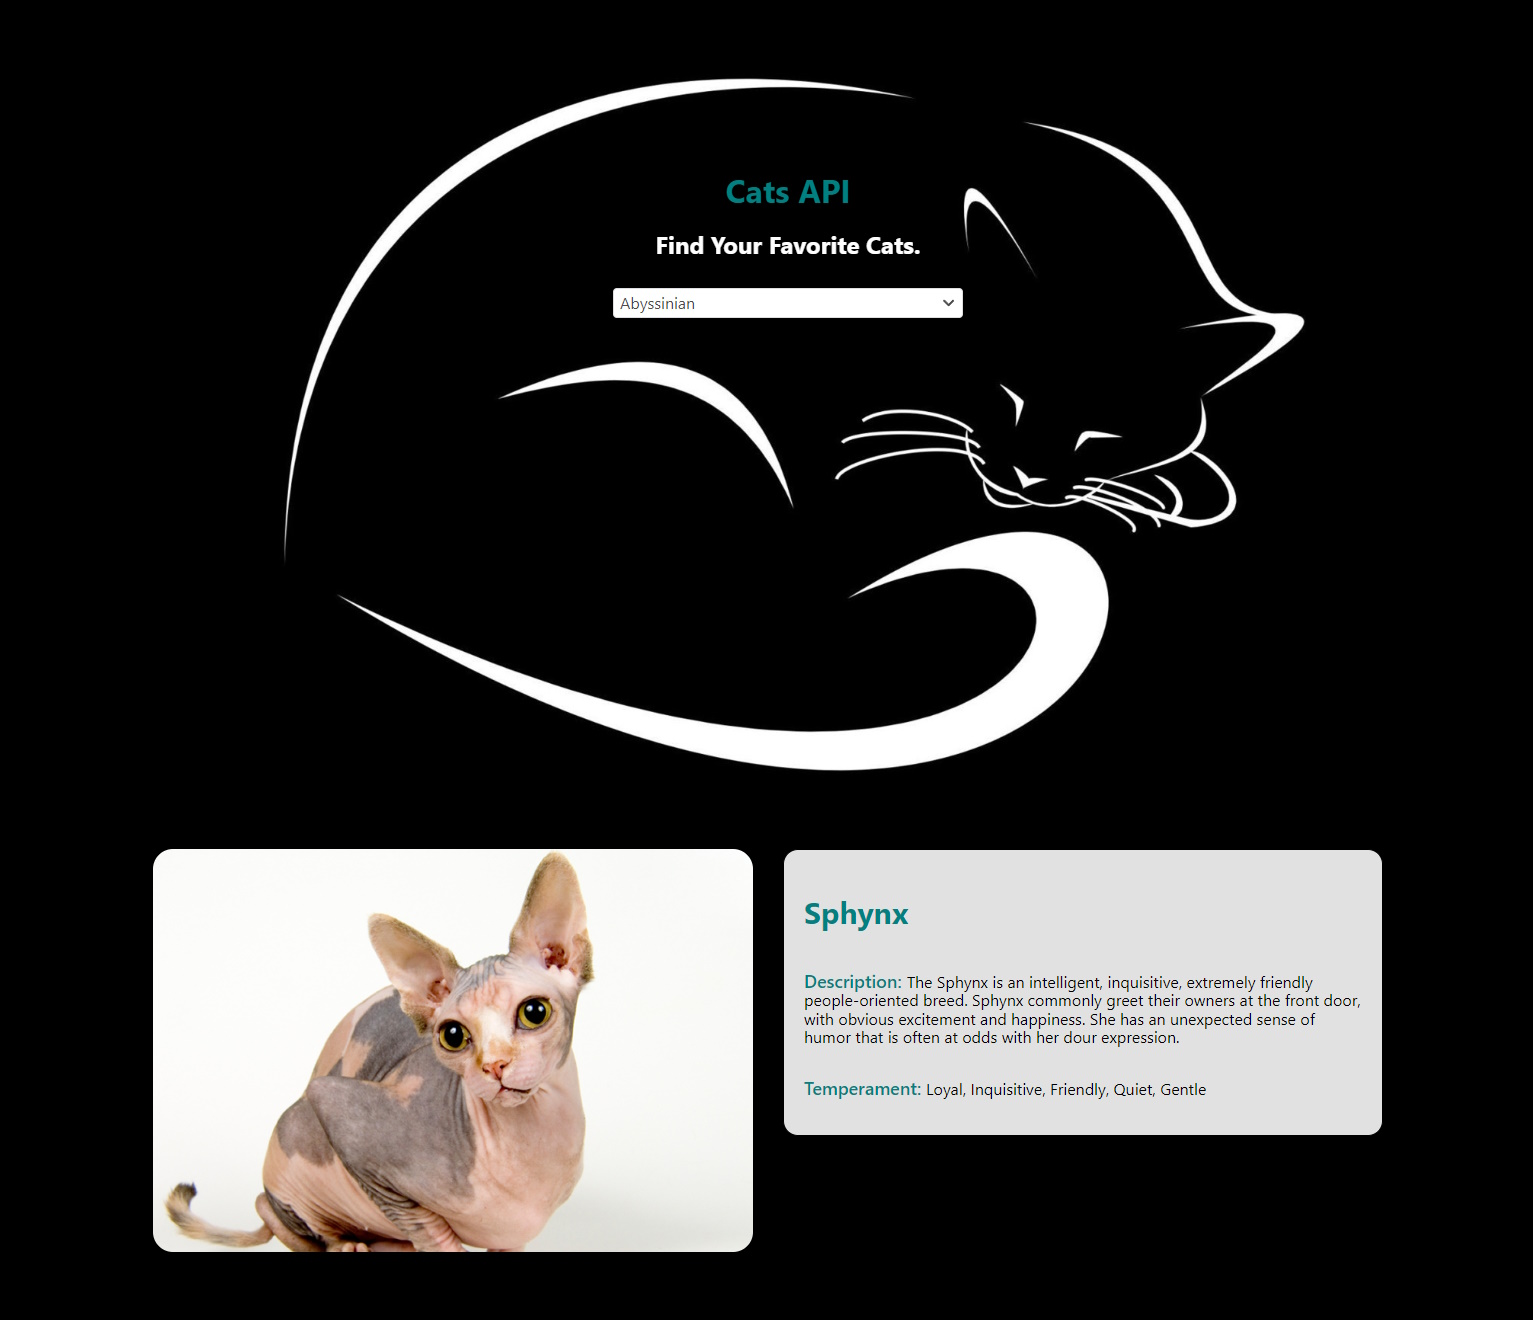 Cats API
Find Your Favorite Cats.
Abyssinian
Sphynx
Description: The Sphynx is an intelligent, inquisitive, extremely friendly
people-oriented breed. Sphynx commonly greet their owners at the front door,
with obvious excitement and happiness. She has an unexpected sense of
humor that is often at odds with her dour expression.
Temperament: Loyal, Inquisitive, Friendly, Quiet, Gentle